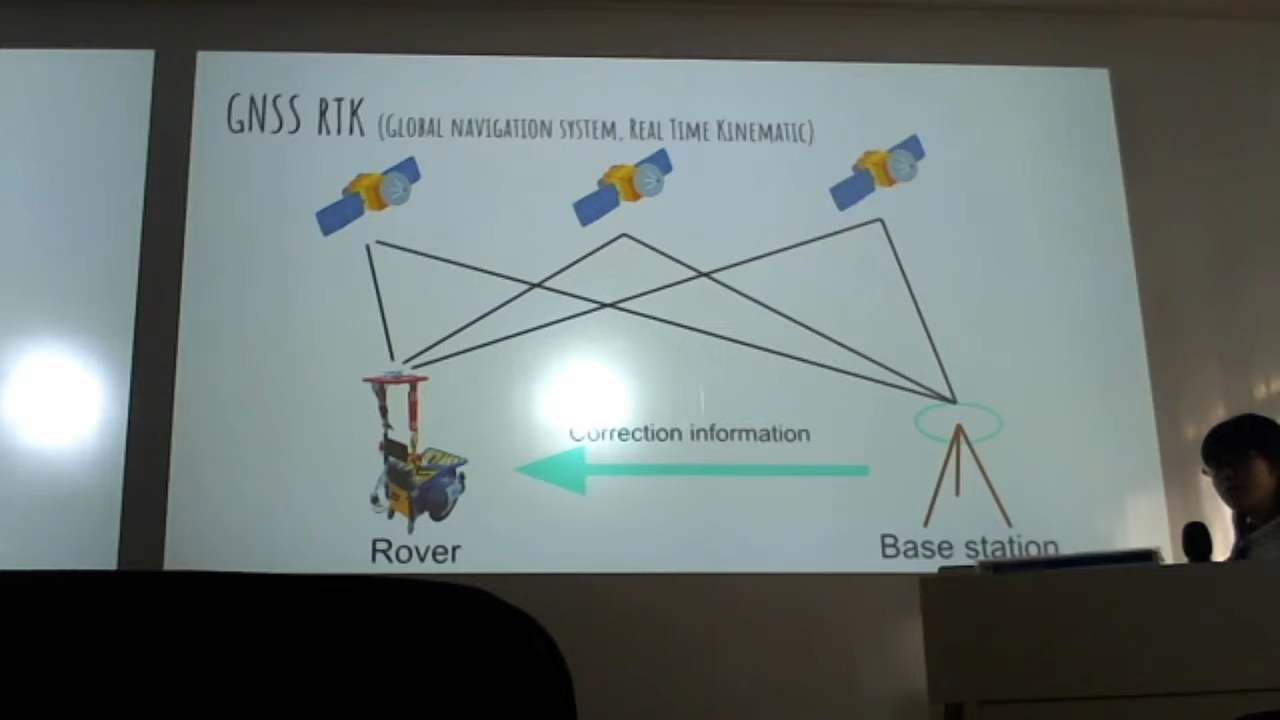 GNSS RTK (GLOBAL NAVIGATION SYSTEM, REAL TIME KINEMATIC)
Correction information
Rover
Base station